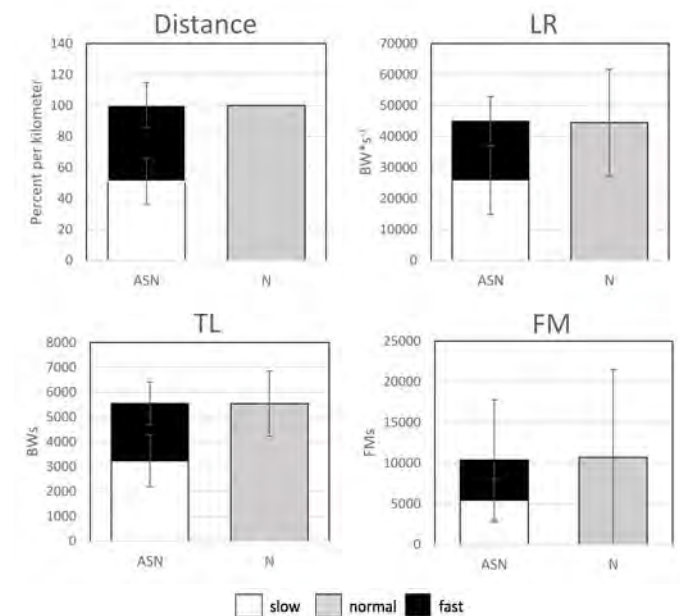 Distance
Percent per kilometer
140
120
100
80
60
40
20
0
ASN N
LR
BW*s⁻¹
70000
60000
50000
40000
30000
20000
10000
0
ASN N
TL
BWs
8000
7000
6000
5000
4000
3000
2000
1000
0
ASN N
FM
FMs
25000
20000
15000
10000
5000
0
ASN N
slow normal fast